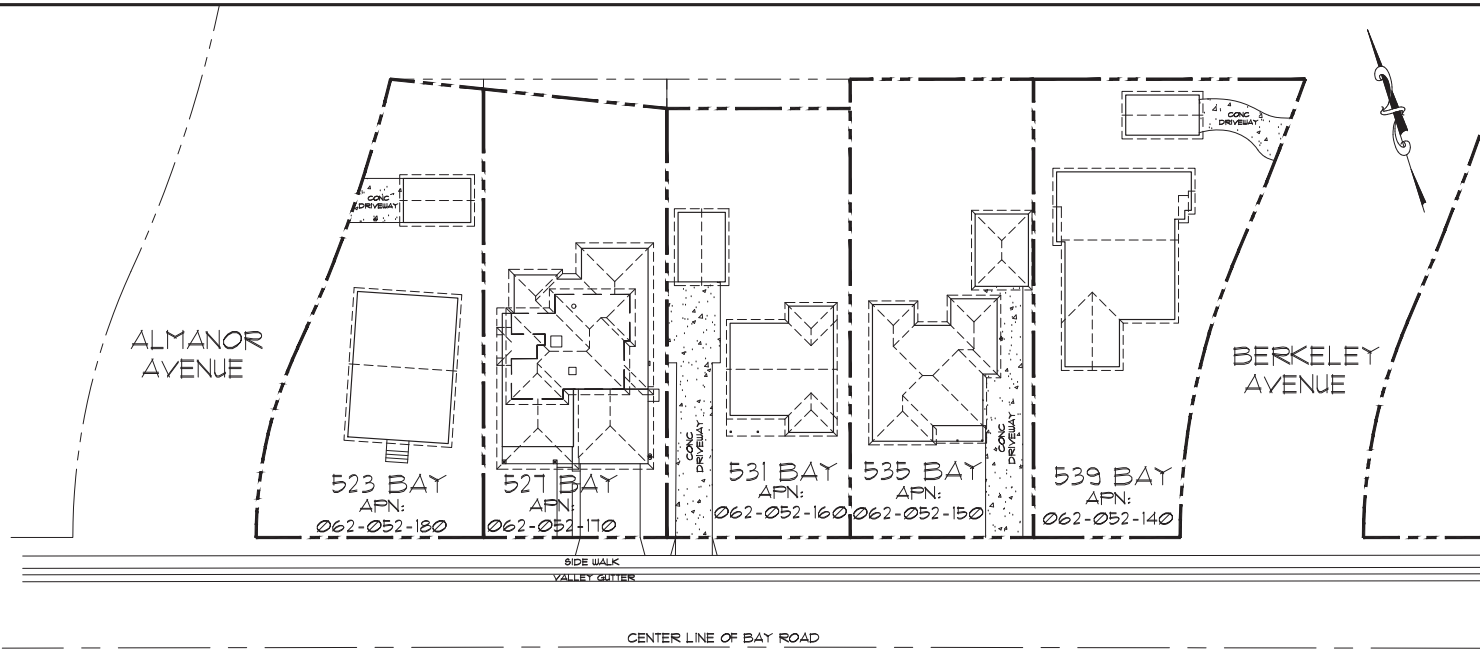 CONC
DRIVEWAY
CONC
DRIVEWAY
ALMANOR
AVENUE
BERKELEY
AVENUE
CONC
DRIVEWAY
CONC
DRIVEWAY
523 BAY
APN:
062-052-180
527 BAY
APN:
062-052-170
531 BAY
APN:
062-052-160
535 BAY
APN:
062-052-150
539 BAY
APN:
062-052-140
SIDE WALK
VALLEY GUTTER
CENTER LINE OF BAY ROAD